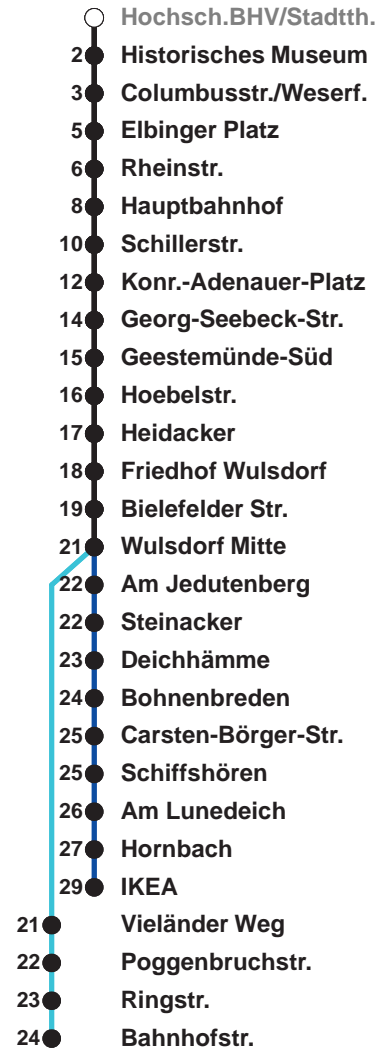 Hochsch.BHV/Stadtth.
2 Historisches Museum
3 Columbusstr./Weserf.
5 Elbinger Platz
6 Rheinstr.
8 Hauptbahnhof
10 Schillerstr.
12 Konr.-Adenauer-Platz
14 Georg-Seebeck-Str.
15 Geestemünde-Süd
16 Hoebelstr.
17 Heidacker
18 Friedhof Wulsdorf
19 Bielefelder Str.
21 Wulsdorf Mitte
22 Am Jedutenberg
22 Steinacker
23 Deichhämme
24 Bohnenbreden
25 Carsten-Börger-Str.
25 Schiffshören
26 Am Lunedeich
27 Hornbach
29 IKEA
21 Vieländer Weg
22 Poggenbruchstr.
23 Ringstr.
24 Bahnhofstr.